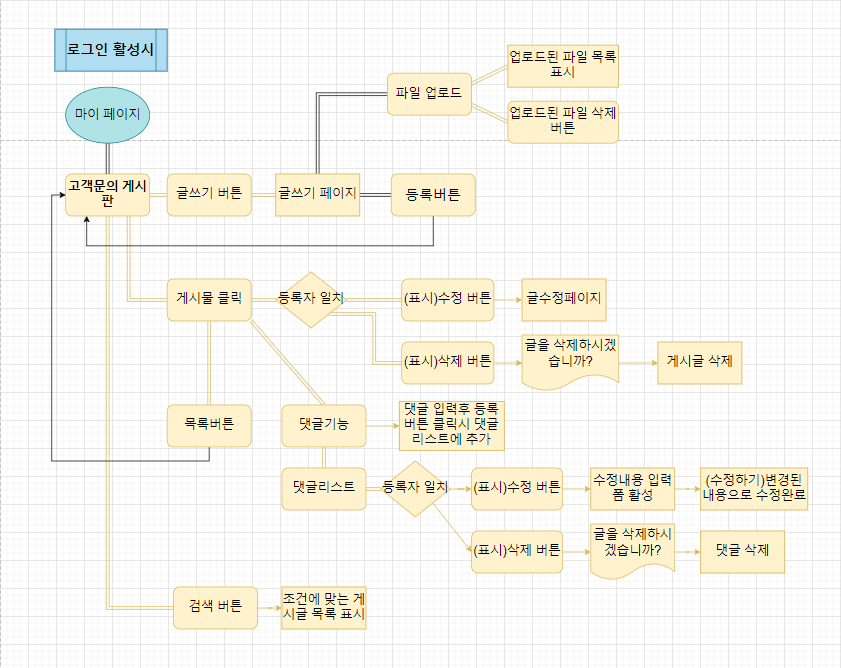 로그인 활성시
업로드된 파일 목록
표시
파일 업로드
마이 페이지
업로드된 파일 삭제
버튼
고객문의 게시
판
글쓰기 버튼
글쓰기 페이지
등록버튼
게시물 클릭
등록자 일치
(표시)수정 버튼
글수정페이지
(표시)삭제 버튼
글을 삭제하시겠
습니까?
게시글 삭제
목록버튼
댓글기능
댓글 입력후 등록
버튼 클릭시 댓글
리스트에 추가
댓글리스트
등록자 일치
(표시)수정 버튼
수정내용 입력
폼 활성
(수정하기)변경된
내용으로 수정완료
(표시)삭제 버튼
글을 삭제하시
겠습니까?
댓글 삭제
검색 버튼
조건에 맞는 게
시글 목록 표시